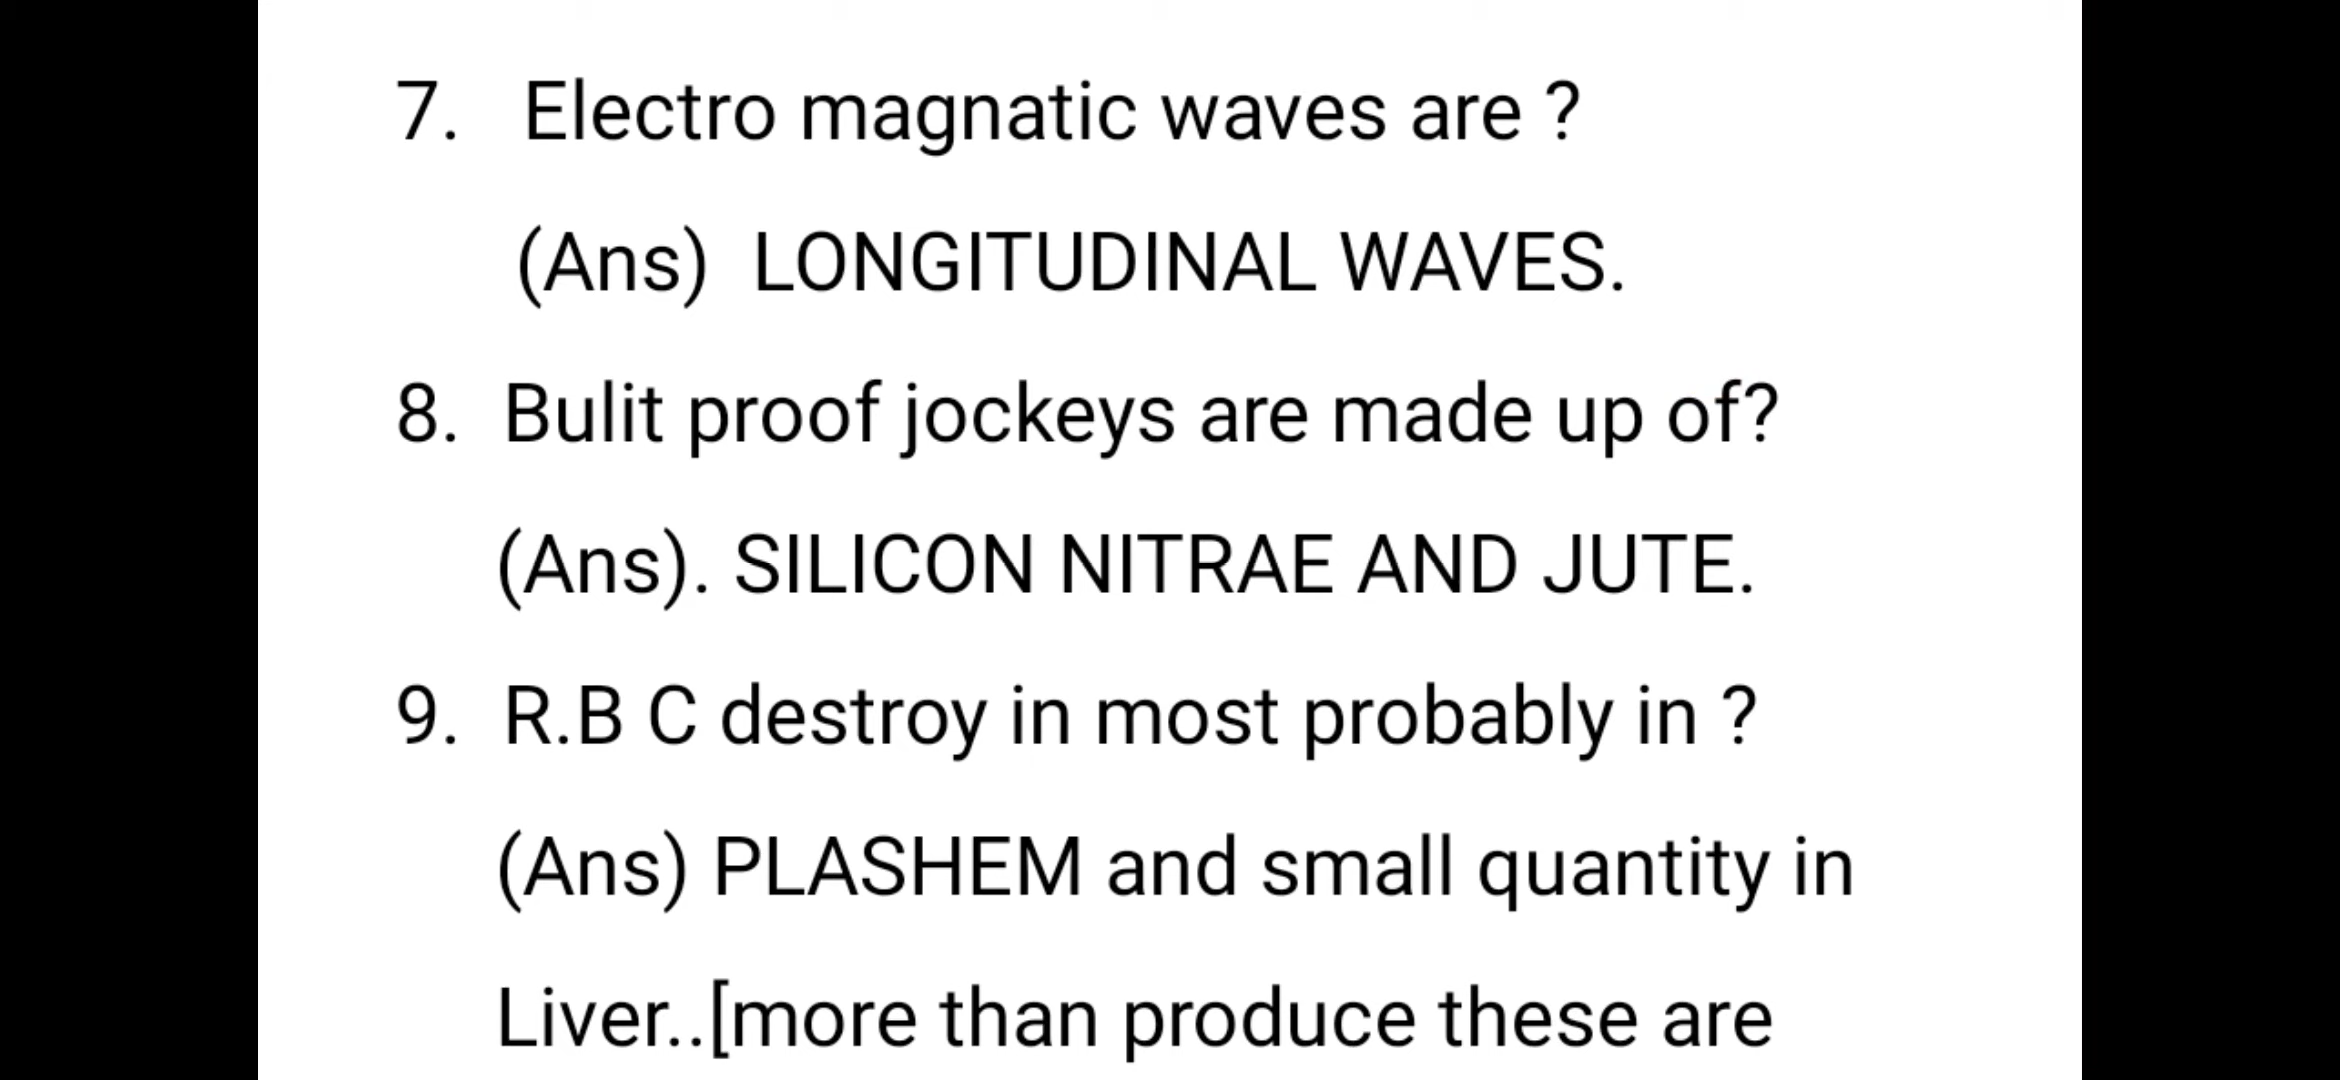 7. Electro magnatic waves are ?
(Ans) LONGITUDINAL WAVES.
8. Bulit proof jockeys are made up of?
(Ans). SILICON NITRAE AND JUTE.
9. R.B C destroy in most probably in ?
(Ans) PLASHEM and small quantity in
Liver..[more than produce these are